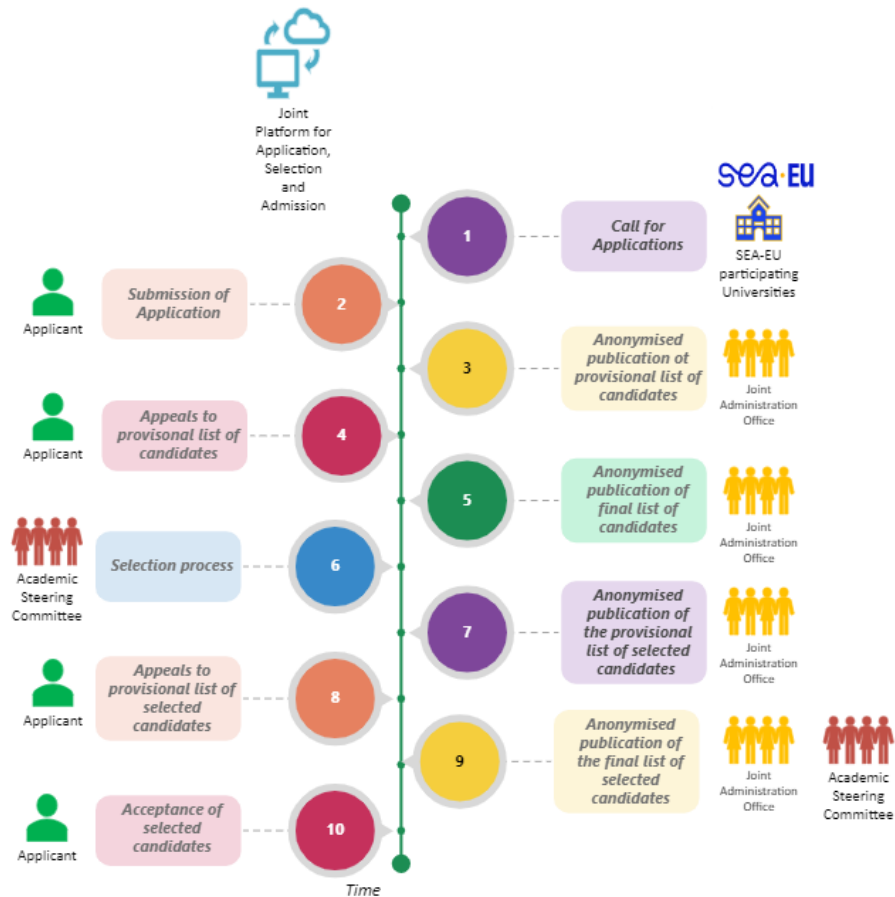 Joint
Platform for
Application,
Selection
and
Admission
sea·EU
1
Call for
Applications
SEA-EU
participating
Universities
Applicant
Submission of
Application
2
3
Anonymised
publication ot
provisional list of
candidates
Joint
Administration
Office
Applicant
Appeals to
provisonal list of
candidates
4
5
Anonymised
publication of
final list of
candidates
Joint
Administration
Office
Academic
Steering
Committee
Selection process
6
7
Anonymised
publication of
the provisional
list of selected
candidates
Joint
Administration
Office
Applicant
Appeals to
provisional list of
selected
candidates
8
9
Anonymised
publication of
the final list of
selected
candidates
Joint
Administration
Office
Academic
Steering
Committee
Applicant
Acceptance of
selected
candidates
10
Time